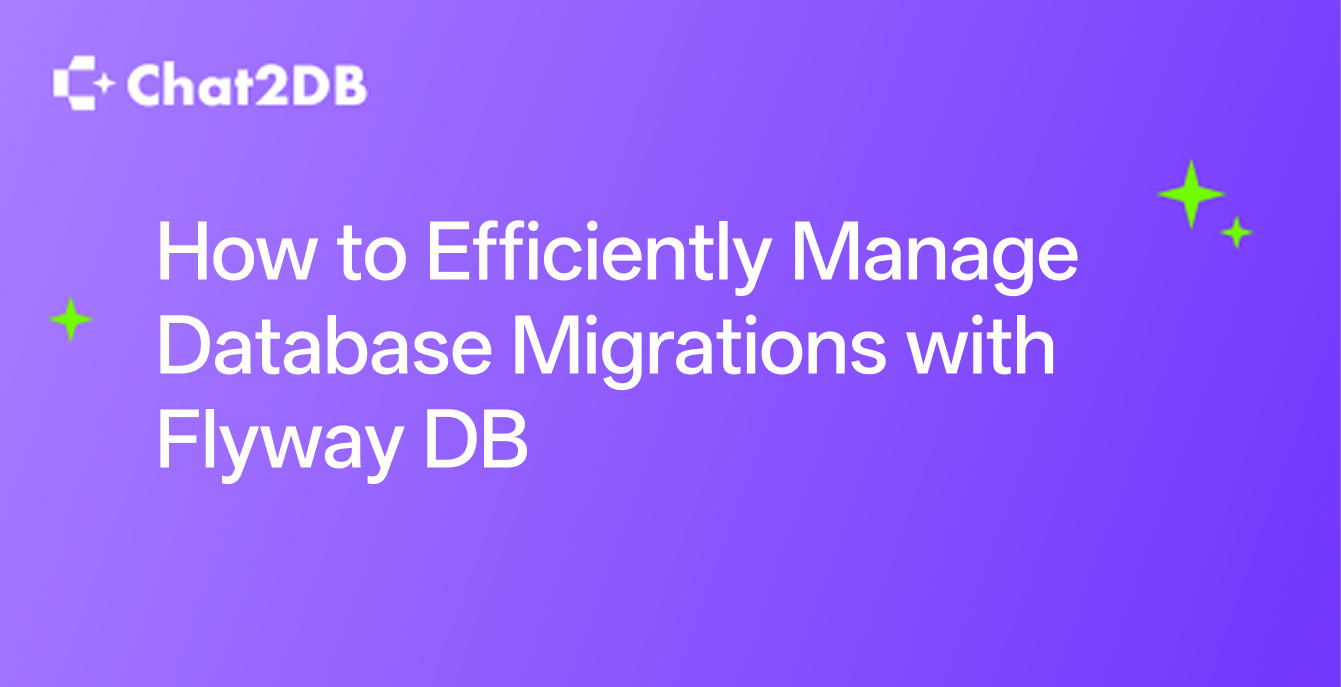 Chat2DB
How to Efficiently Manage
Database Migrations with
Flyway DB